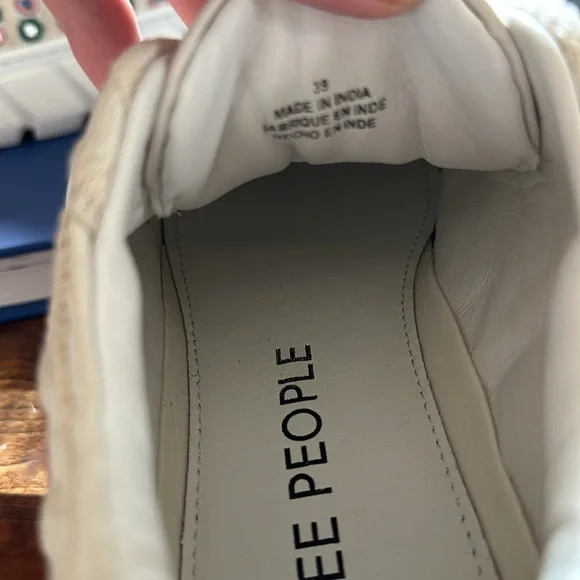 39
MADE IN INDIA
FABRIQUE EN INDE
HECHO EN INDE
EE PEOPLE